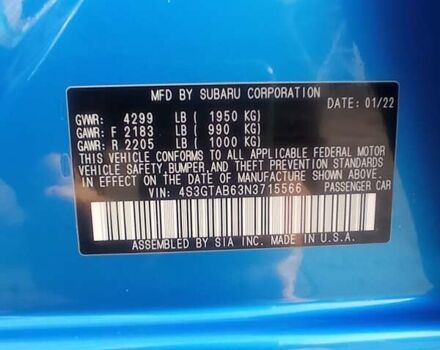 MFD BY SUBARU CORPORATION
DATE: 01/22
GVWR: 4299 LB ( 1950 KG)
GAWR: F 2183 LB ( 990 KG)
GAWR: R 2205 LB ( 1000 KG)
THIS VEHICLE CONFORMS TO ALL APPLICABLE FEDERAL MOTOR
VEHICLE SAFETY,BUMPER,AND THEFT PREVENTION STANDARDS
IN EFFECT ON THE DATE OF MANUFACTURE SHOWN ABOVE.
VIN: 4S3GTAB63N3715566 PASSENGER CAR
ASSEMBLED BY SIA INC. IN U.S.A.